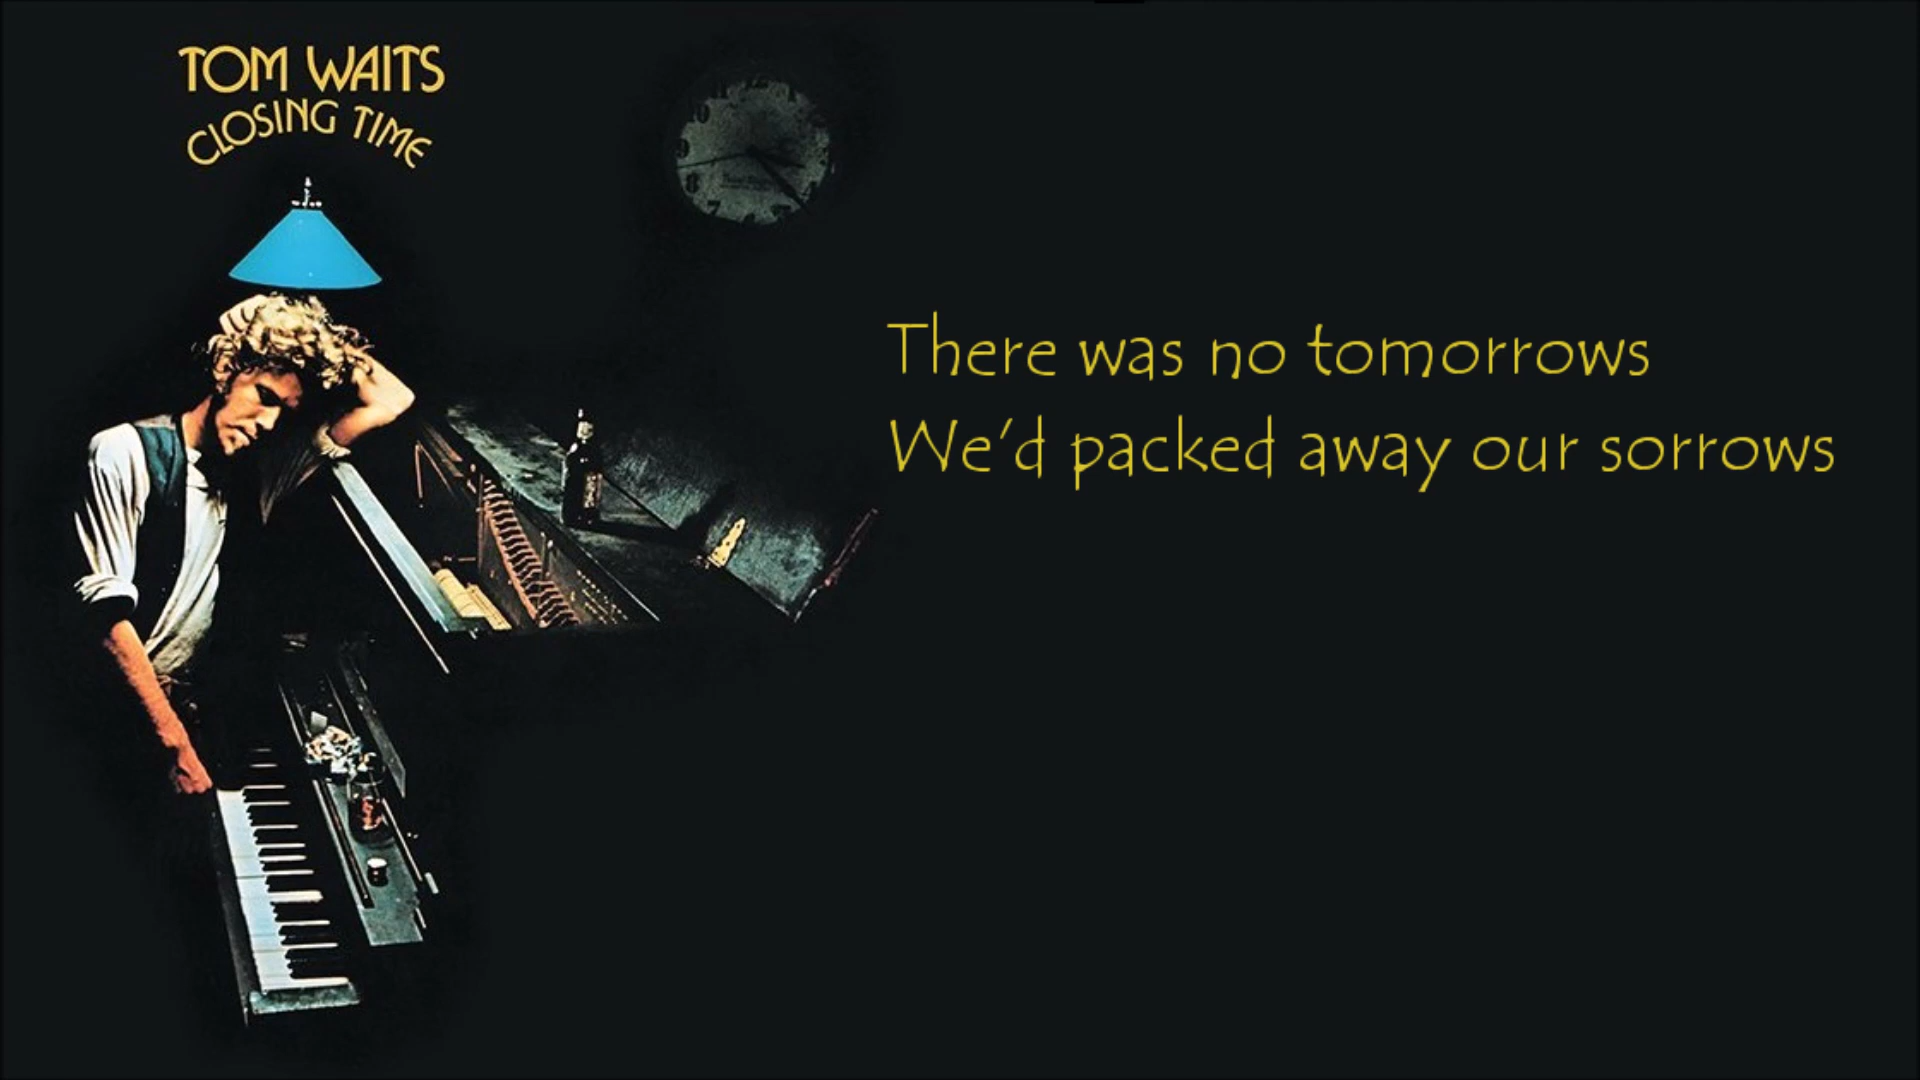 TOM WAITS
CLOSING TIME
There was no tomorrows
We'd packed away our sorrows